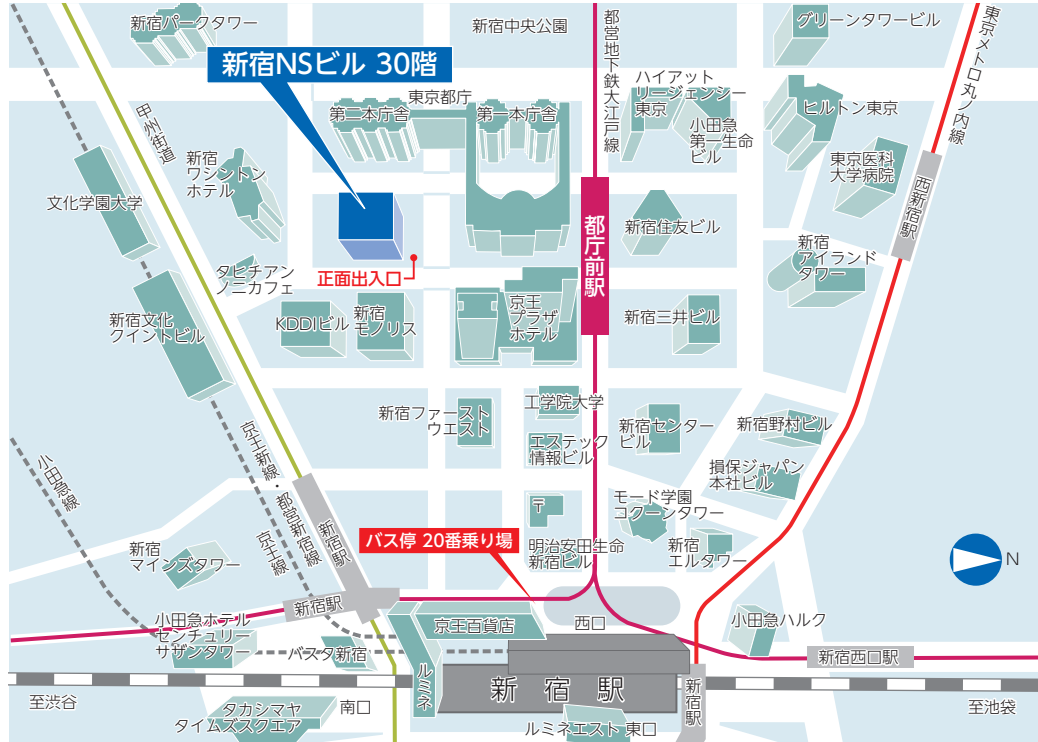 新宿パークタワー
新宿中央公園
都営地下鉄大江戸線
グリーンタワービル
東京メトロ丸ノ内線
新宿NSビル 30階
東京都庁
第二本庁舎
第一本庁舎
ハイアット
リージェンシー
東京
小田急
第一生命
ビル
ヒルトン東京
甲州街道
新宿
ワシントン
ホテル
東京医科
大学病院
西新宿駅
文化学園大学
都庁前駅
新宿住友ビル
新宿
アイランド
タワー
タヒチアン
ノニカフェ
正面出入口
新宿文化
クイントビル
KDDIビル
新宿
モノリス
京王
プラザ
ホテル
新宿三井ビル
工学院大学
新宿ファースト
ウエスト
エステック
情報ビル
新宿センター
ビル
新宿野村ビル
小田急線
京王新線・都営新宿線
京王線
新宿駅
損保ジャパン
本社ビル
〒
モード学園
コクーンタワー
バス停 20番乗り場
明治安田生命
新宿ビル
新宿
エルタワー
新宿
マインズタワー
N
新宿駅
小田急ホテル
センチュリー
サザンタワー
バスタ新宿
京王百貨店
西口
小田急ハルク
ルミネ
新宿西口駅
新宿駅
新宿駅
至渋谷
タカシマヤ
タイムズスクエア
南口
ルミネエスト
東口
至池袋